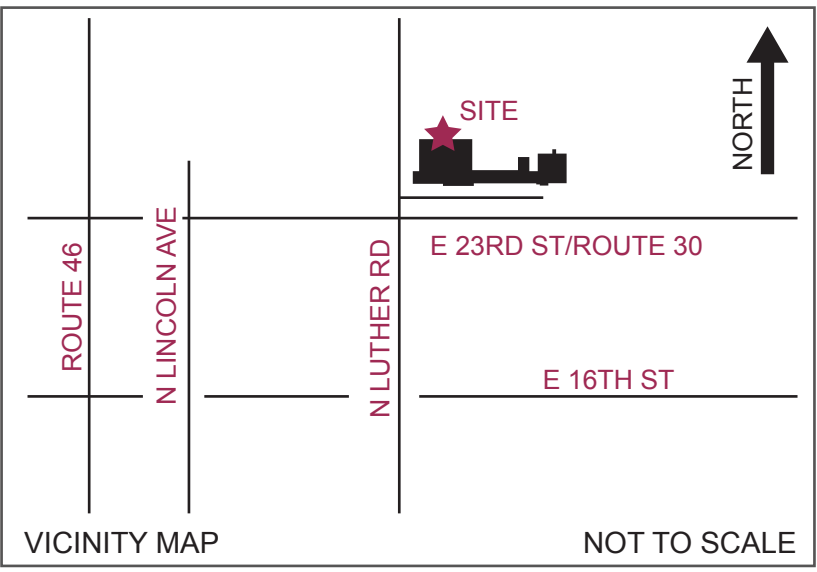 SITE
NORTH
E 23RD ST/ROUTE 30
ROUTE 46
N LINCOLN AVE
N LUTHER RD
E 16TH ST
VICINITY MAP
NOT TO SCALE